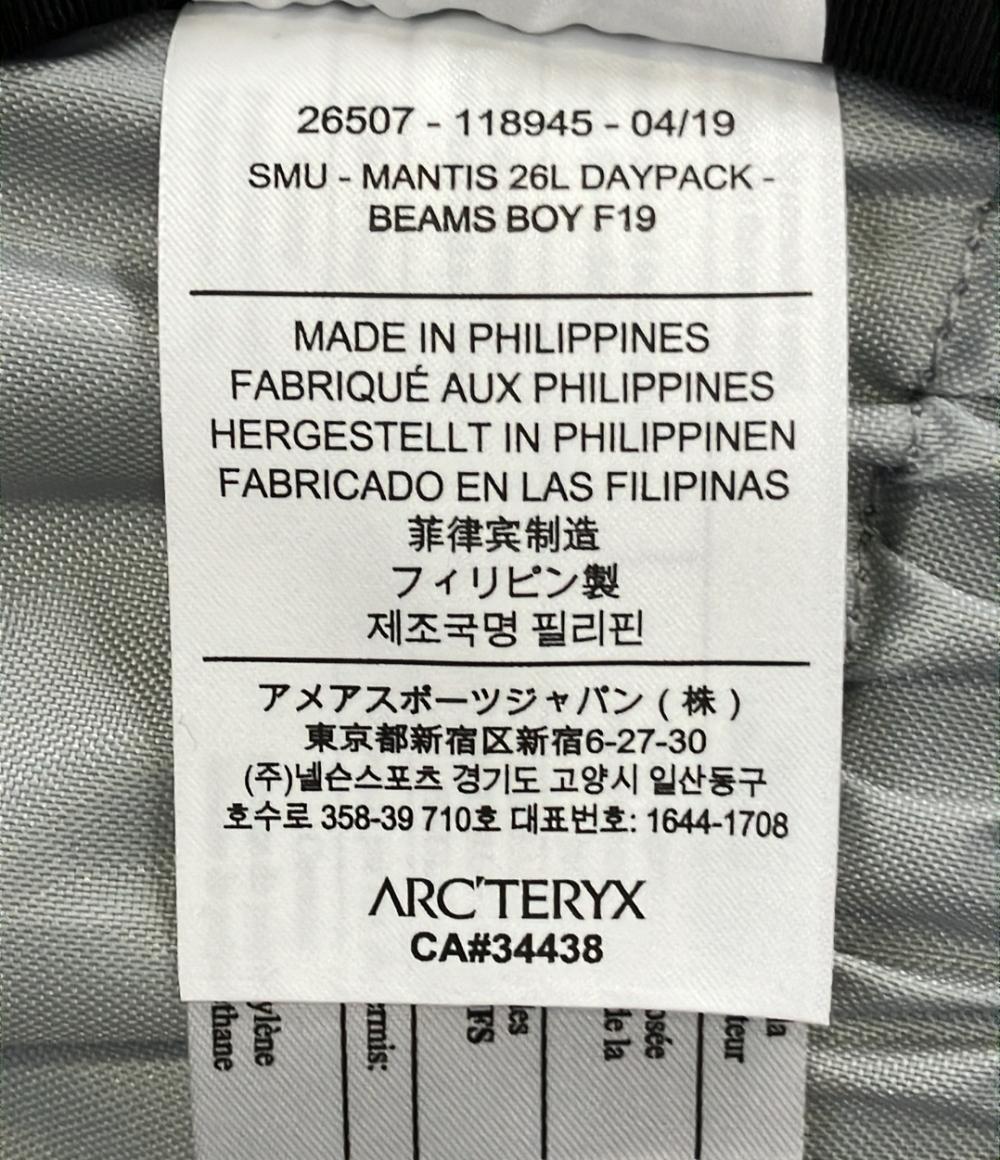 26507 - 118945 - 04/19
SMU - MANTIS 26L DAYPACK -
BEAMS BOY F19
MADE IN PHILIPPINES
FABRIQUÉ AUX PHILIPPINES
HERGESTELLT IN PHILIPPINEN
FABRICADO EN LAS FILIPINAS
菲律宾制造
フィリピン製
제조국명 필리핀
アメアスポーツジャパン ( 株 )
東京都新宿区新宿6-27-30
(주)넬슨스포츠 경기도 고양시 일산동구
호수로 358-39 710호 대표번호: 1644-1708
ARC'TERYX
CA#34438